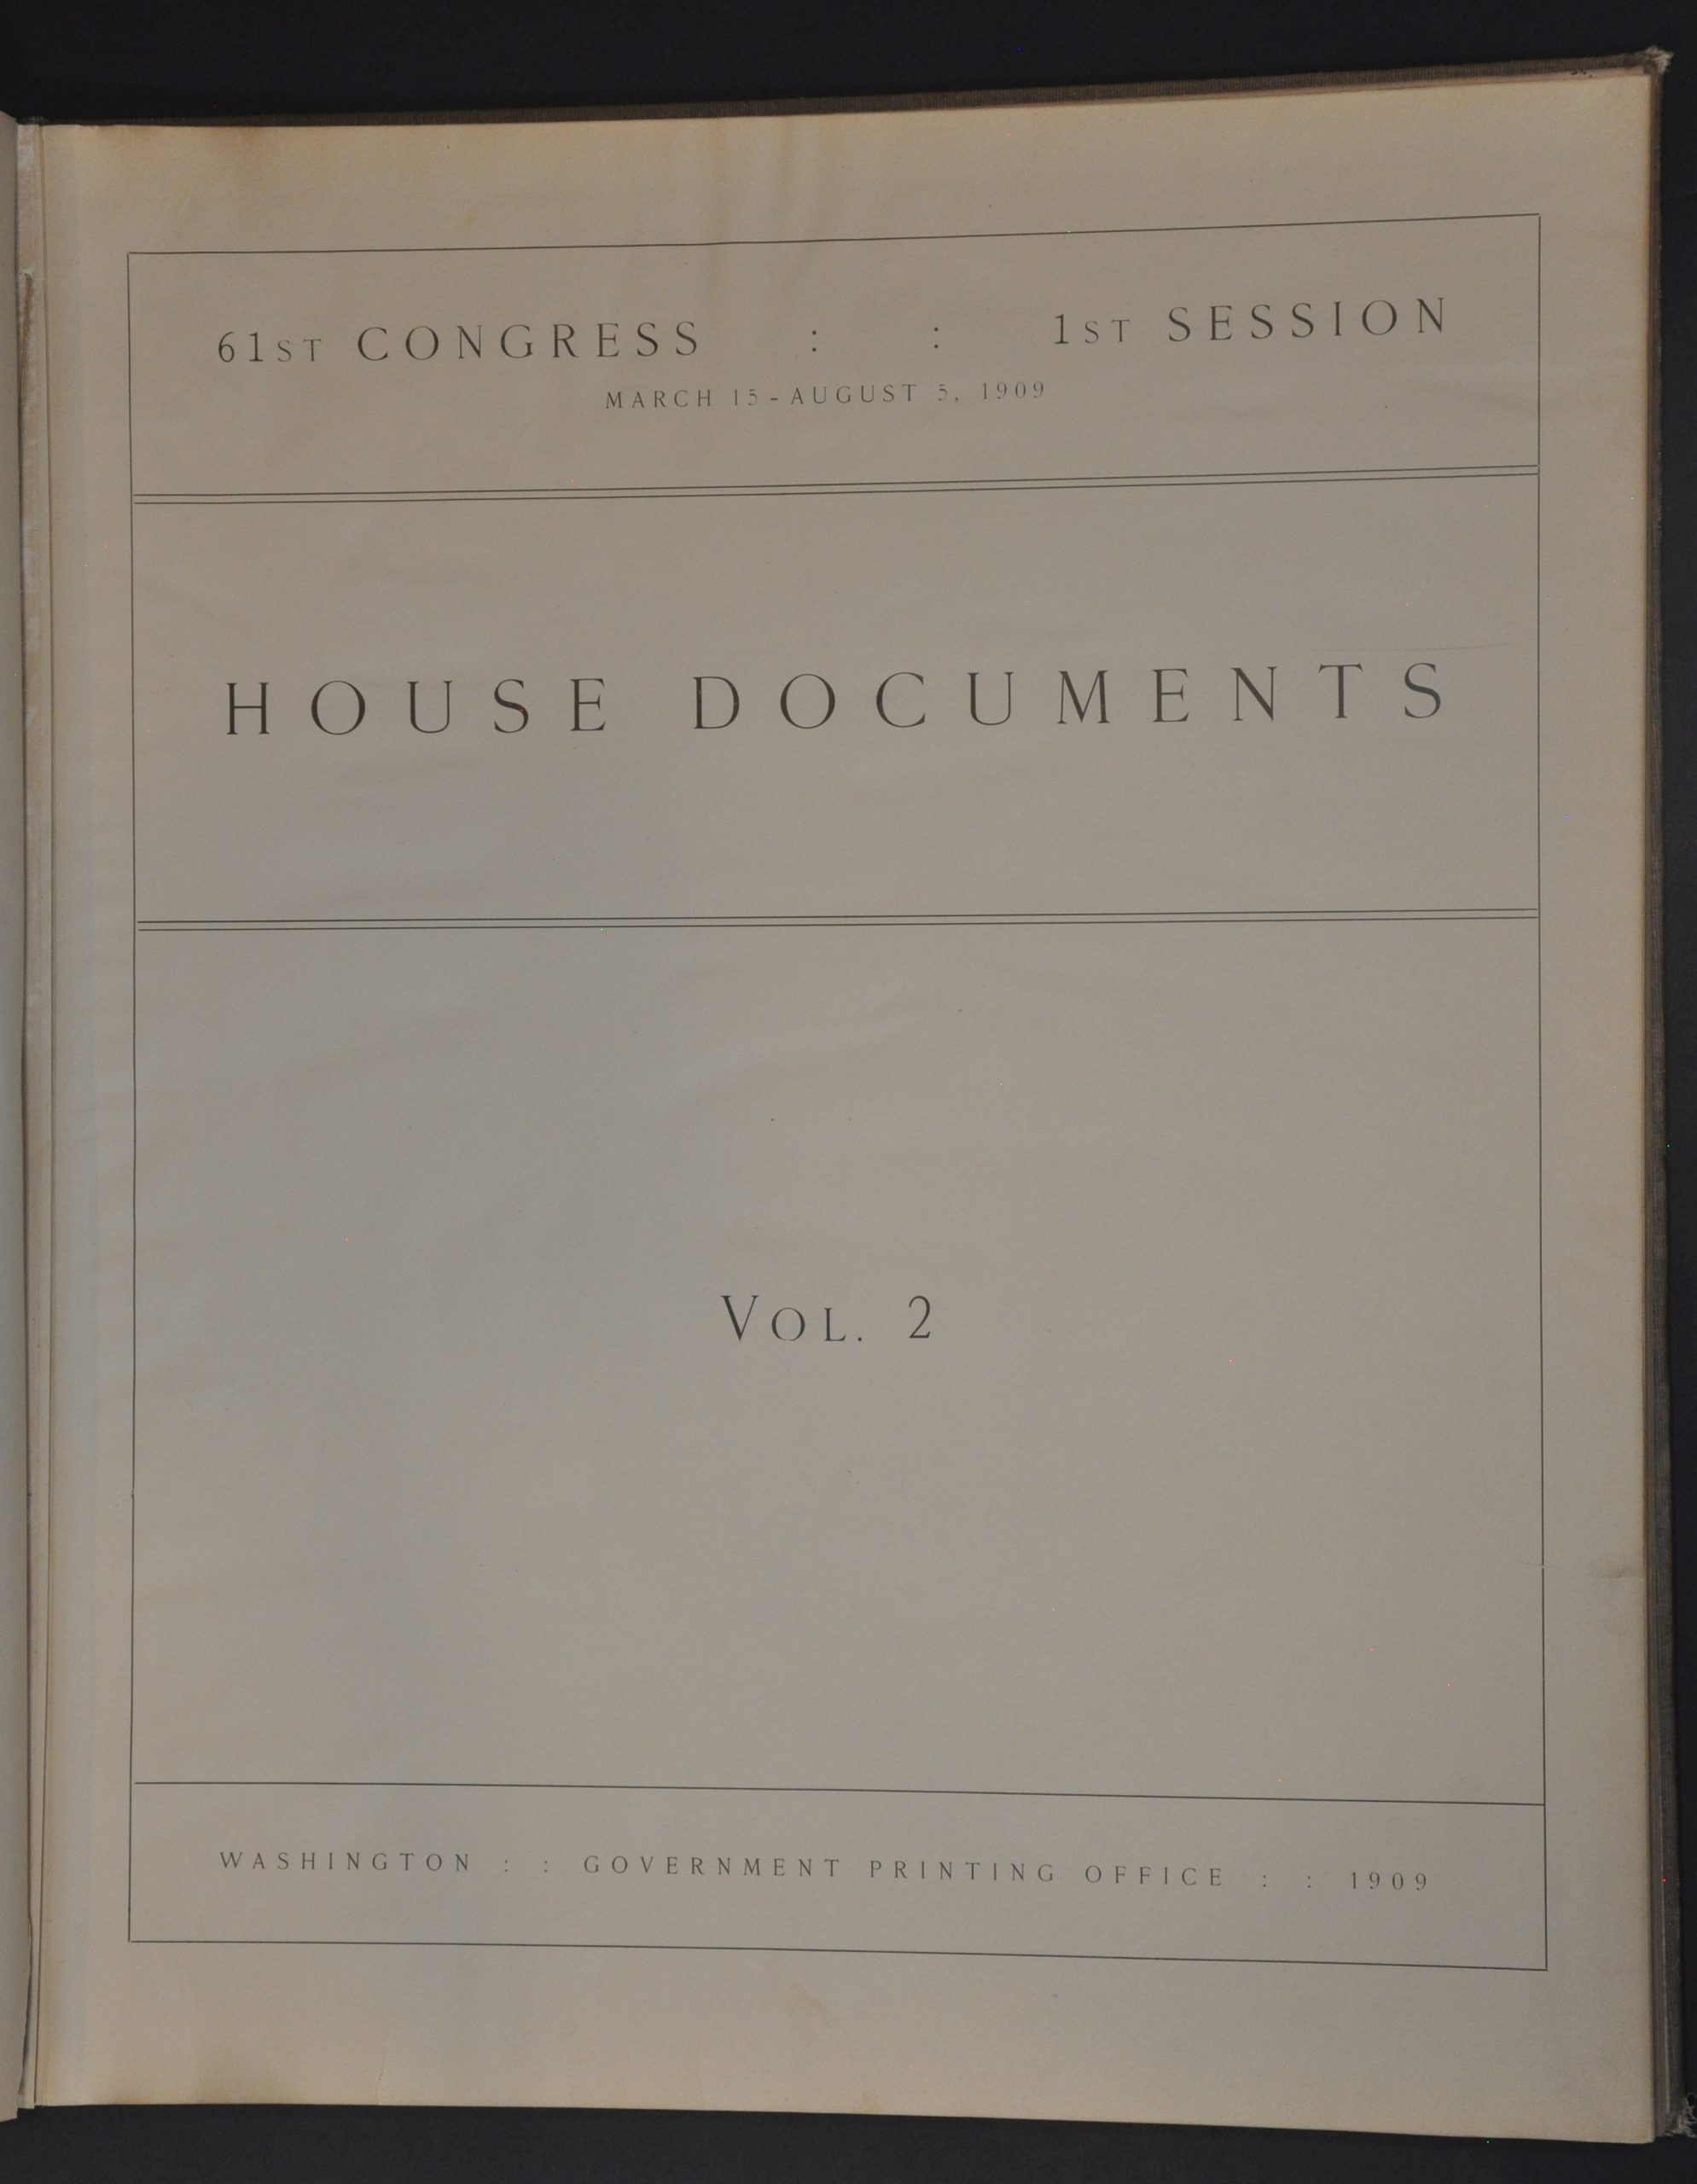 61ST CONGRESS : : 1ST SESSION
MARCH 15-AUGUST 5, 1909
HOUSE DOCUMENTS
VOL. 2
WASHINGTON : : GOVERNMENT PRINTING OFFICE : : 1909